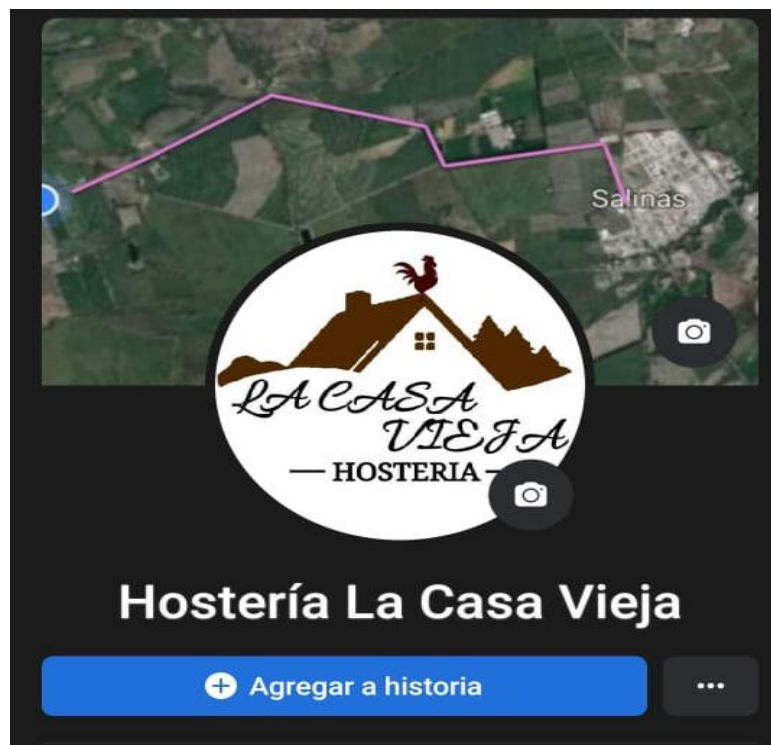 Salinas
LA CASA
VIEJA
HOSTERIA
Hostería La Casa Vieja
Agregar a historia